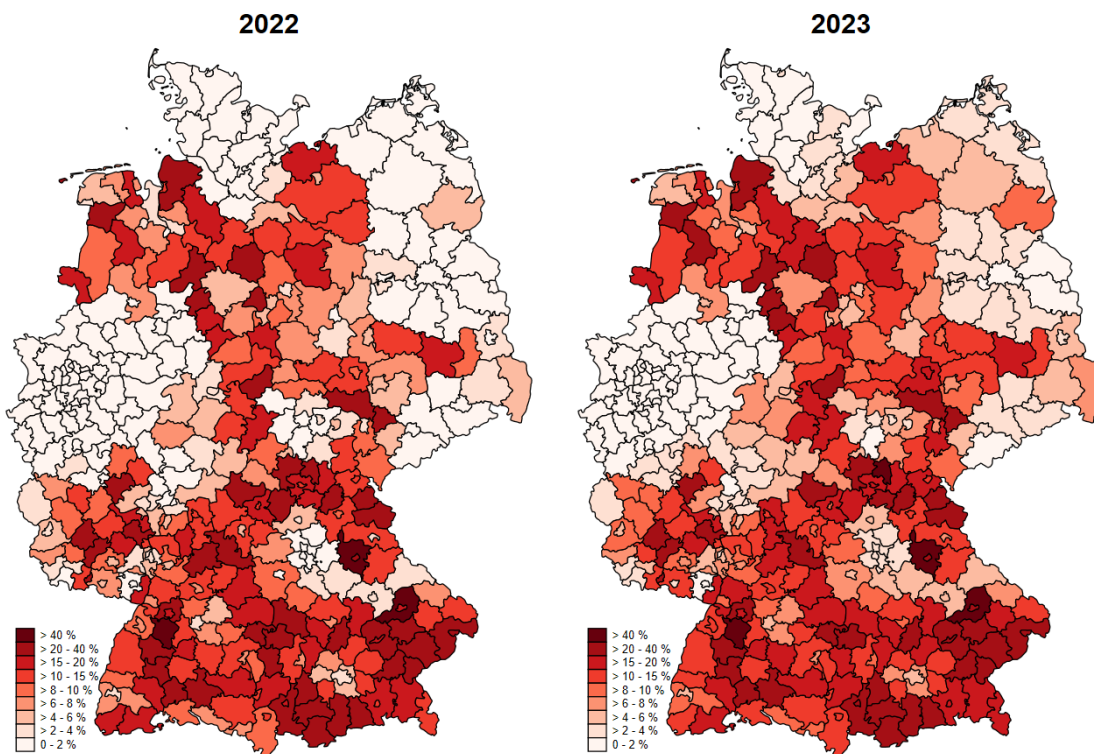 2022
2023
> 40 %
> 20 - 40 %
> 15 - 20 %
> 10 - 15 %
> 8 - 10 %
> 6 - 8 %
> 4 - 6 %
> 2 - 4 %
0 - 2 %
> 40 %
> 20 - 40 %
> 15 - 20 %
> 10 - 15 %
> 8 - 10 %
> 6 - 8 %
> 4 - 6 %
> 2 - 4 %
0 - 2 %